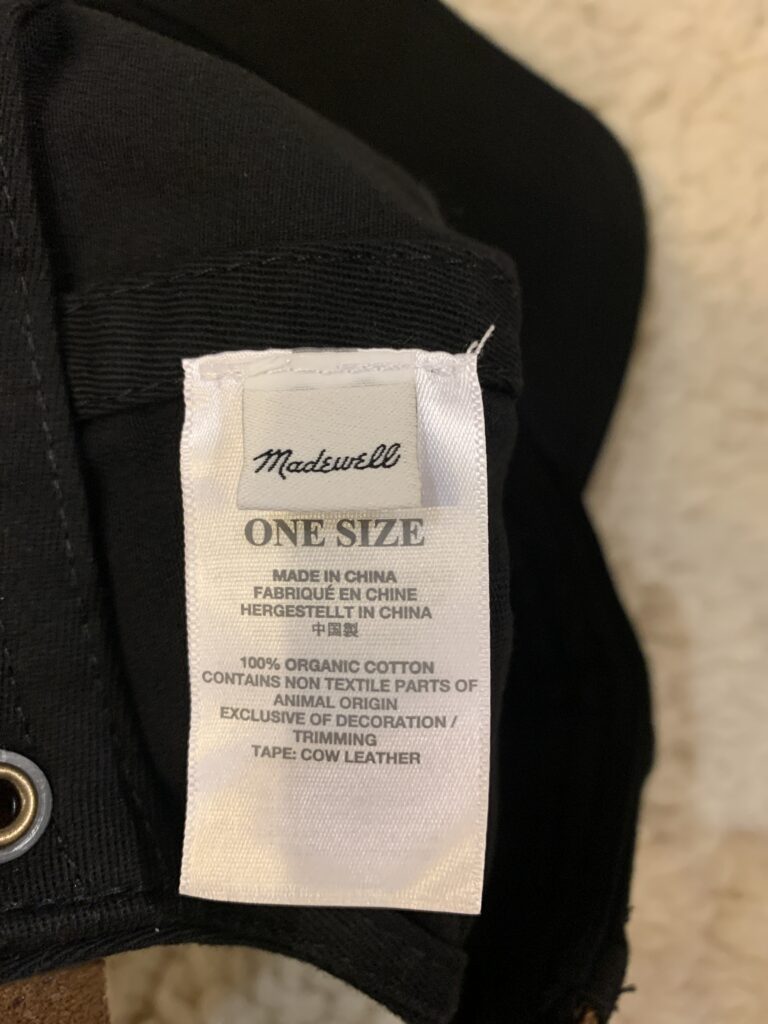 Madewell
ONE SIZE
MADE IN CHINA
FABRIQUÉ EN CHINE
HERGESTELLT IN CHINA
中国製
100% ORGANIC COTTON
CONTAINS NON TEXTILE PARTS OF
ANIMAL ORIGIN
EXCLUSIVE OF DECORATION /
TRIMMING
TAPE: COW LEATHER